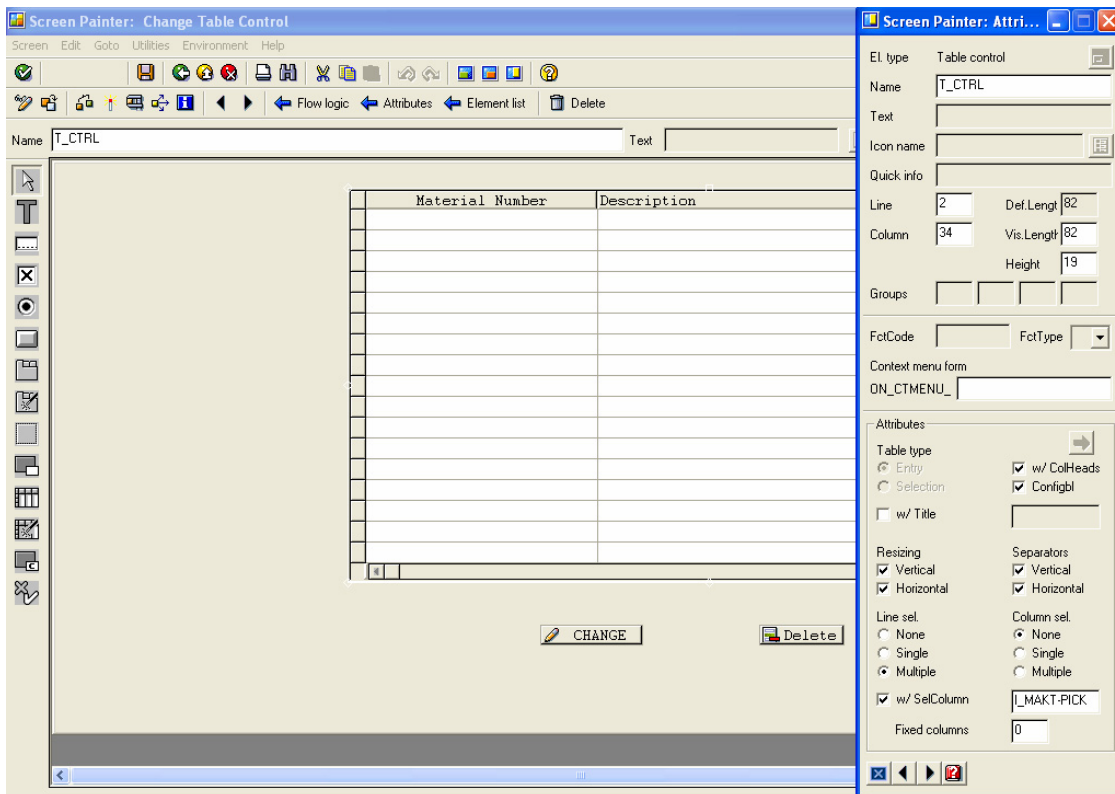 Screen Painter: Change Table Control
Screen Edit Goto Utilities Environment Help
Flow logic Attributes Element list Delete
Name T_CTRL Text
Material Number Description
CHANGE Delete
Screen Painter: Attri...
El. type Table control
Name T_CTRL
Text
Icon name
Quick info
Line 2 Def.Lengt 82
Column 34 Vis.Length 82
Height 19
Groups
FctCode FctType
Context menu form
ON_CTMENU_
Attributes
Table type
Entry w/ ColHeads
Selection Configbl
w/ Title
Resizing Separators
Vertical Vertical
Horizontal Horizontal
Line sel. Column sel.
None None
Single Single
Multiple Multiple
w/ SelColumn I_MAKT-PICK
Fixed columns 0